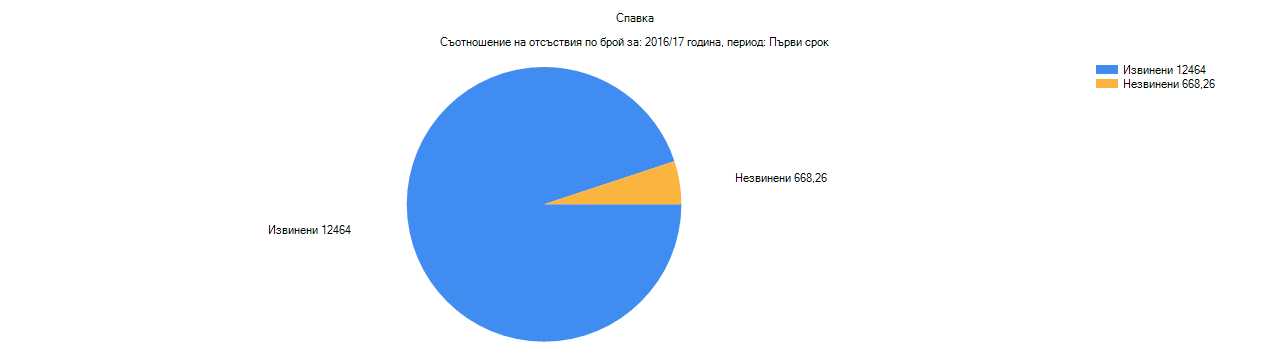 Спавка
Съотношение на отсъствия по брой за: 2016/17 година, период: Първи срок
Извинени 12464
Незвинени 668,26
Незвинени 668,26
Извинени 12464